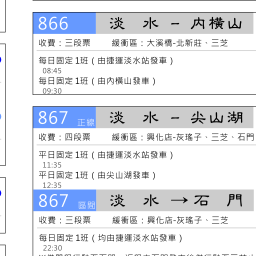 866 淡 水 - 內橫山
收費：三段票 緩衝區：大溪橋-北新莊、三芝
每日固定1班（由捷運淡水站發車）
08:45
每日固定1班（由內橫山發車）
09:30
867 正線 淡 水 - 尖山湖
收費：四段票 緩衝區：興化店-灰瑤子、三芝、石門
平日固定1班（由捷運淡水站發車）
11:35
平日固定1班（由尖山湖發車）
12:35
867 區間 淡 水 → 石 門
收費：三段票 緩衝區：興化店-灰瑤子、三芝
每日固定1班（均由捷運淡水站發車）
22:30